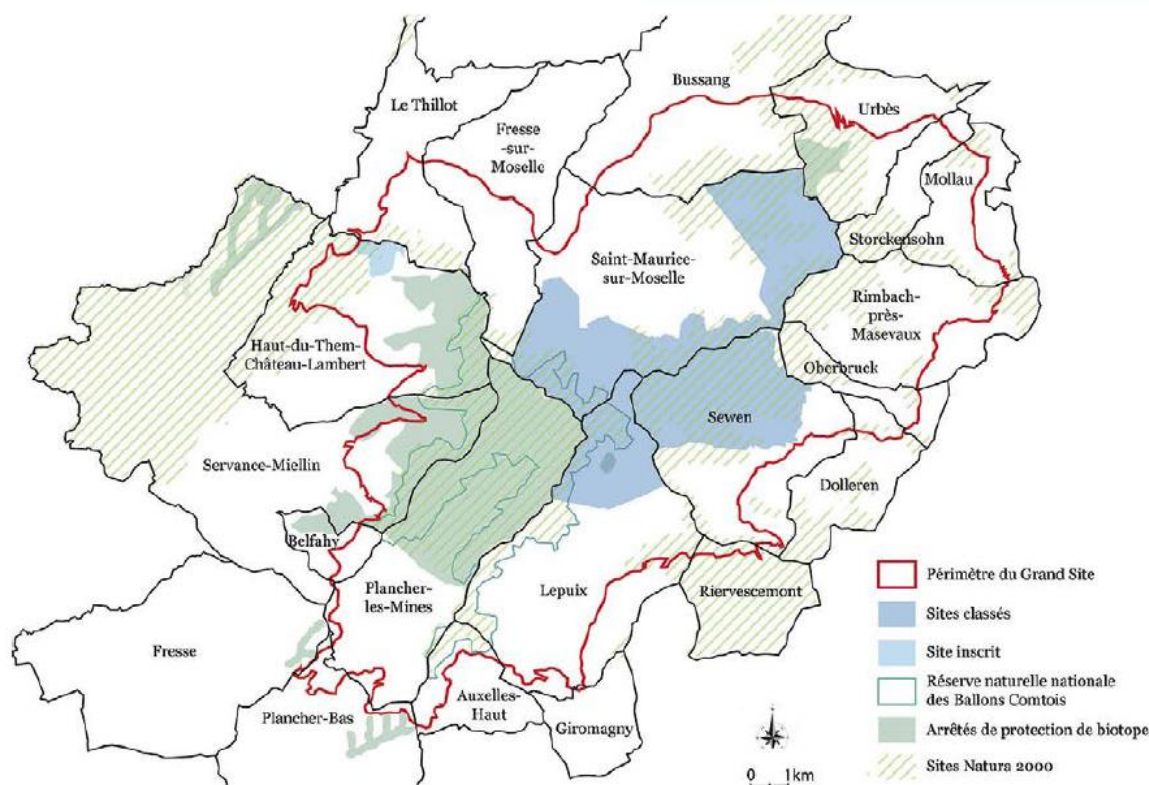 Bussang
Le Thillot
Urbès
Fresse
-sur-
Moselle
Mollau
Storckensohn
Saint-Maurice-
sur-Moselle
Rimbach-
près-
Masevaux
Haut-du-Them-
Château-Lambert
Oberbruck
Sewen
Servance-Miellin
Dolleren
Belfahy
Plancher-
les-Mines
Lepuix
Riervescemont
Fresse
Auxelles-
Haut
Plancher-Bas
Giromagny
Périmètre du Grand Site
Sites classés
Site inscrit
Réserve naturelle nationale
des Ballons Comtois
Arrêtés de protection de biotope
Sites Natura 2000
0 1km